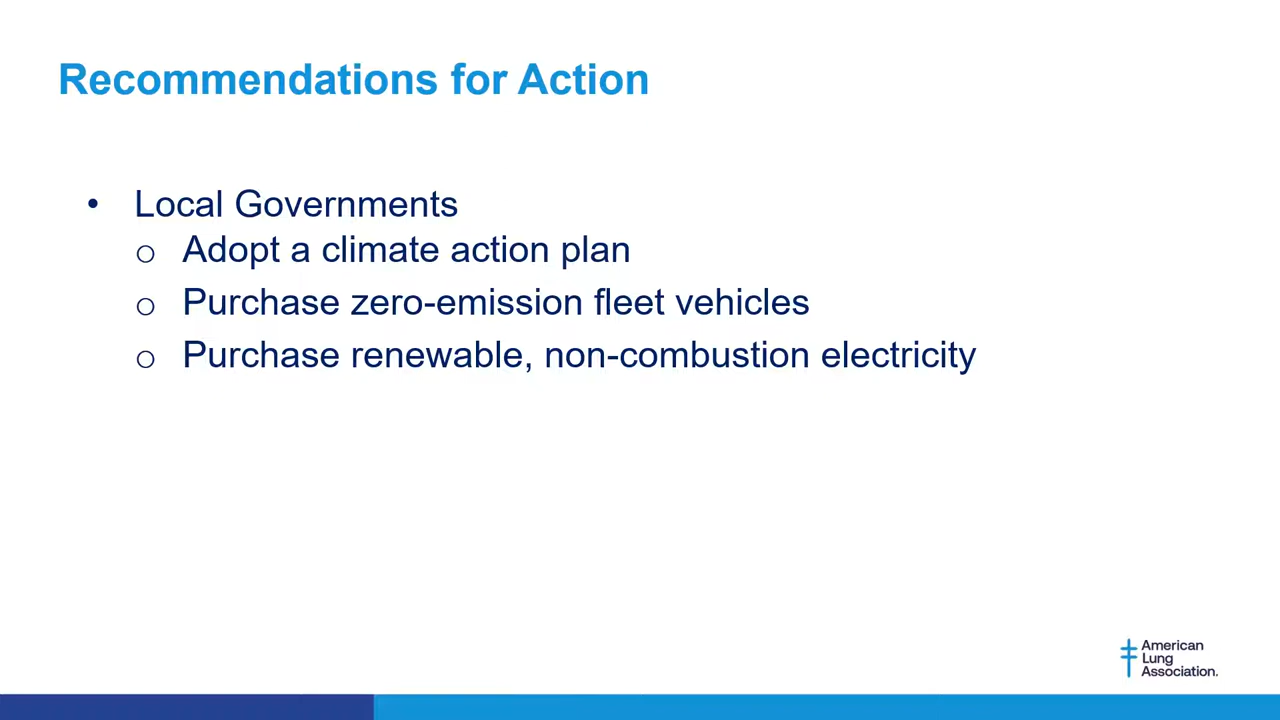 Recommendations for Action
• Local Governments
o Adopt a climate action plan
o Purchase zero-emission fleet vehicles
o Purchase renewable, non-combustion electricity
American
Lung
Association.